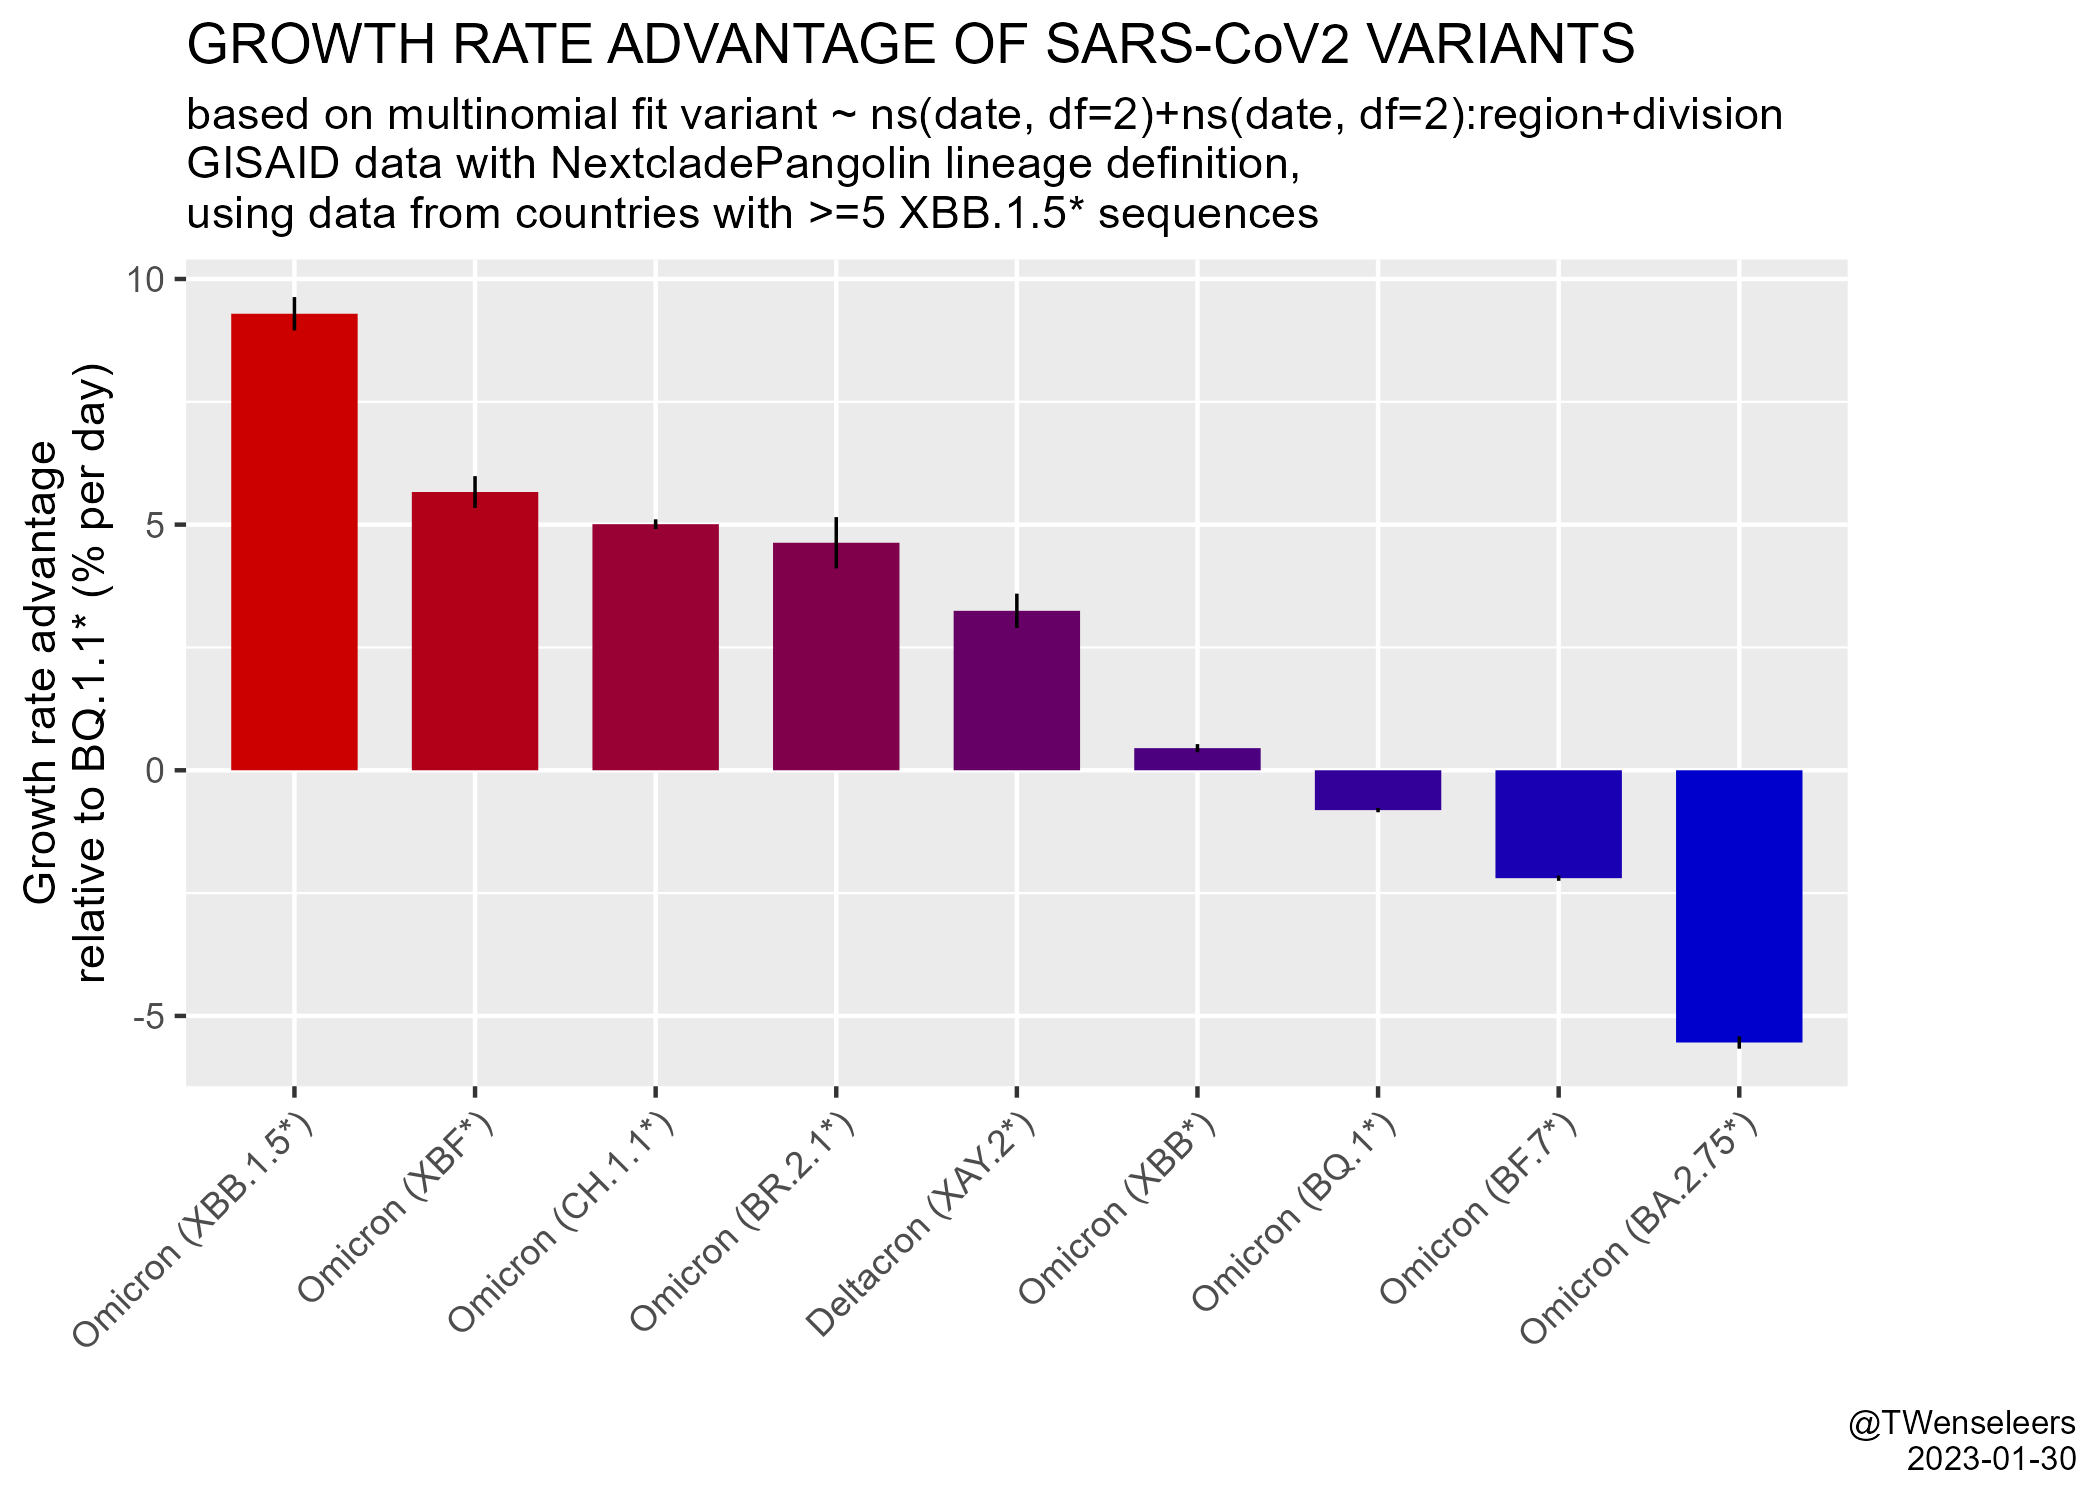 GROWTH RATE ADVANTAGE OF SARS-CoV2 VARIANTS
based on multinomial fit variant ~ ns(date, df=2)+ns(date, df=2):region+division
GISAID data with NextcladePangolin lineage definition,
using data from countries with >=5 XBB.1.5* sequences
Growth rate advantage
relative to BQ.1.1* (% per day)
10
5
0
-5
Omicron (XBB.1.5*)
Omicron (XBF*)
Omicron (CH.1.1*)
Omicron (BR.2.1*)
Deltacron (XAY.2*)
Omicron (XBB*)
Omicron (BQ.1*)
Omicron (BF.7*)
Omicron (BA.2.75*)
@TWenseleers
2023-01-30